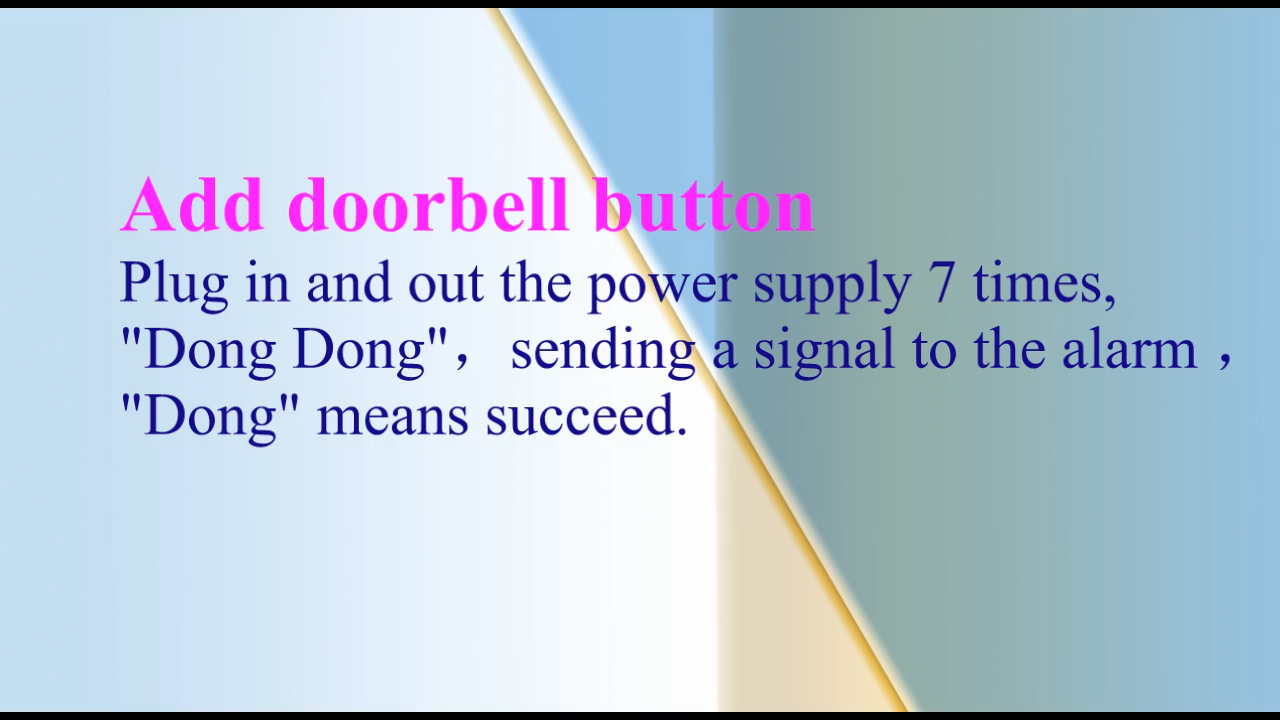 Add doorbell button
Plug in and out the power supply 7 times,
"Dong Dong"， sending a signal to the alarm ，
"Dong" means succeed.